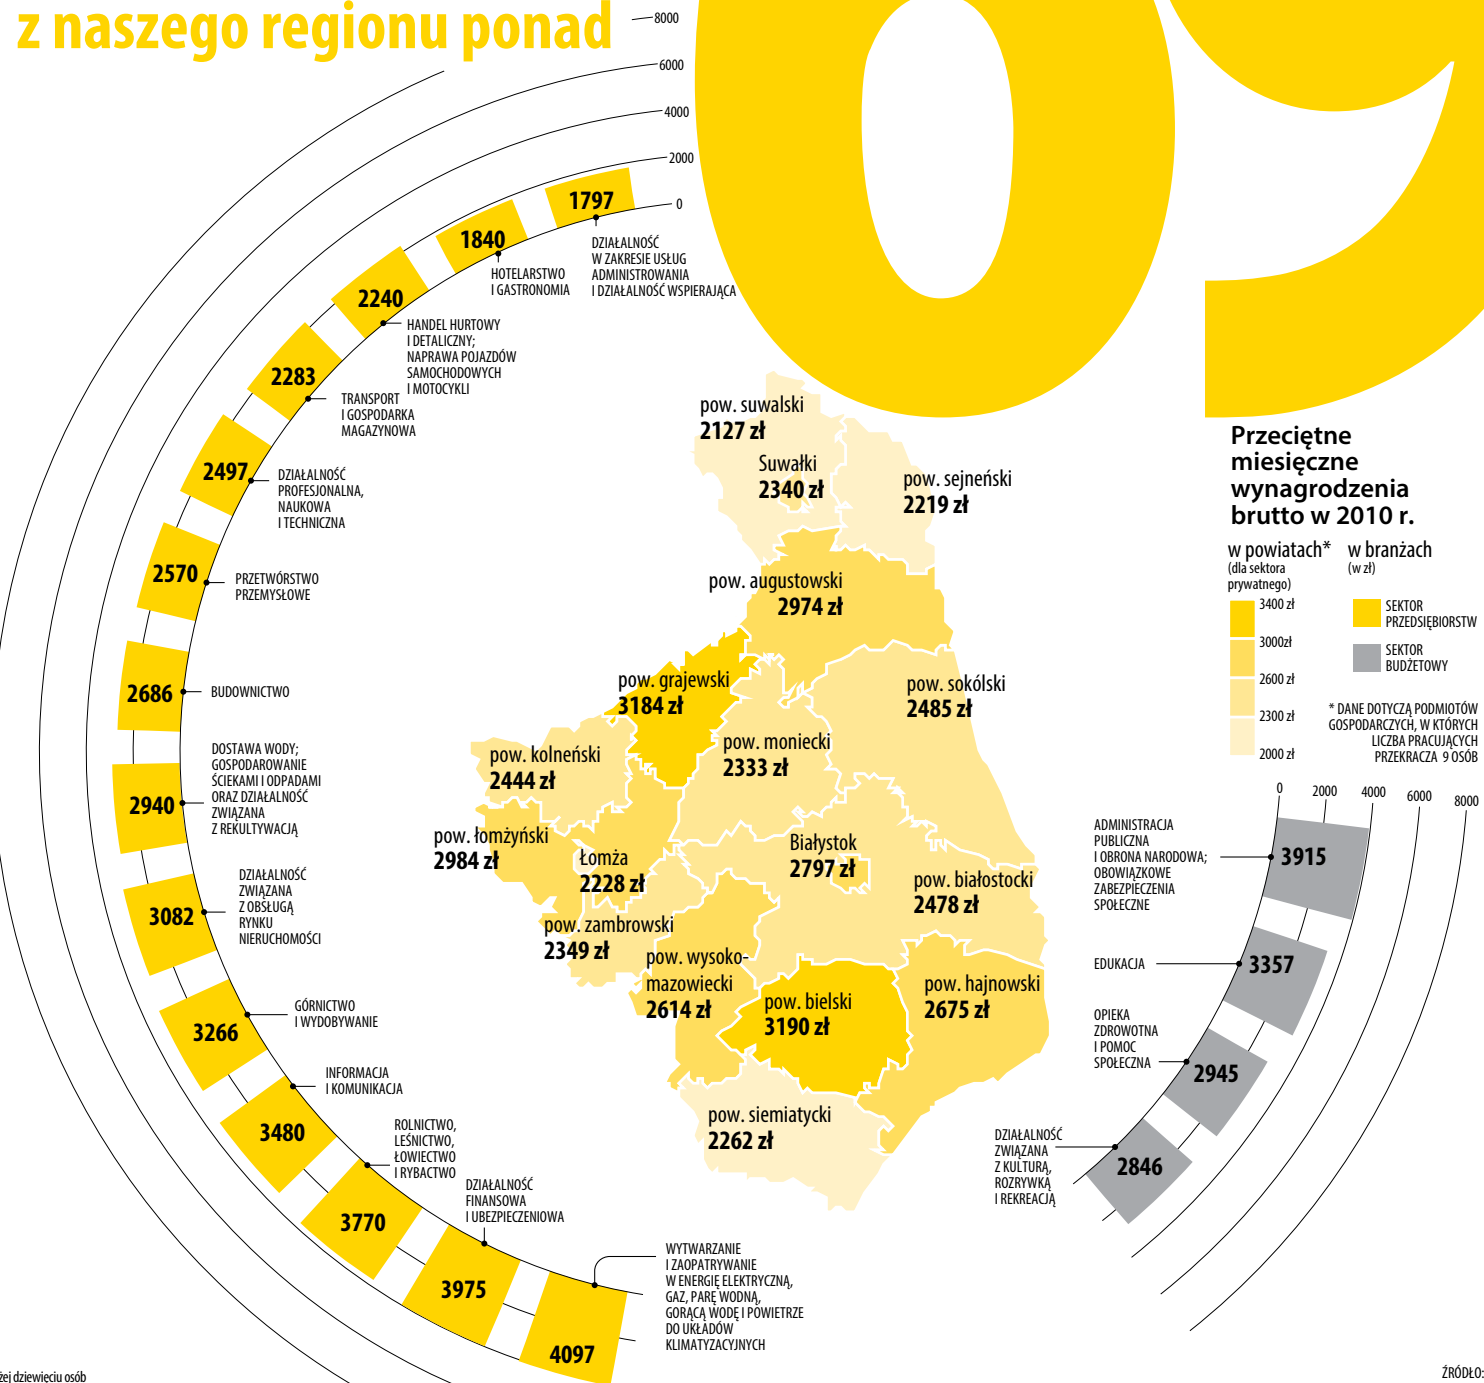 z naszego regionu ponad
09
8000
6000
4000
2000
0
1797
DZIAŁALNOŚĆ
W ZAKRESIE USŁUG
ADMINISTROWANIA
I DZIAŁALNOŚĆ WSPIERAJĄCA
1840
HOTELARSTWO
I GASTRONOMIA
2240
HANDEL HURTOWY
I DETALICZNY;
NAPRAWA POJAZDÓW
SAMOCHODOWYCH
I MOTOCYKLI
2283
TRANSPORT
I GOSPODARKA
MAGAZYNOWA
2497
DZIAŁALNOŚĆ
PROFESJONALNA,
NAUKOWA
I TECHNICZNA
2570
PRZETWÓRSTWO
PRZEMYSŁOWE
2686
BUDOWNICTWO
2940
DOSTAWA WODY;
GOSPODAROWANIE
ŚCIEKAMI I ODPADAMI
ORAZ DZIAŁALNOŚĆ
ZWIĄZANA
Z REKULTYWACJĄ
3082
DZIAŁALNOŚĆ
ZWIĄZANA
Z OBSŁUGĄ
RYNKU
NIERUCHOMOŚCI
3266
GÓRNICTWO
I WYDOBYWANIE
3480
INFORMACJA
I KOMUNIKACJA
3770
ROLNICTWO,
LEŚNICTWO,
ŁOWIECTWO
I RYBACTWO
3975
DZIAŁALNOŚĆ
FINANSOWA
I UBEZPIECZENIOWA
4097
WYTWARZANIE
I ZAOPATRYWANIE
W ENERGIĘ ELEKTRYCZNĄ,
GAZ, PARĘ WODNĄ,
GORĄCĄ WODĘ I POWIETRZE
DO UKŁADÓW
KLIMATYZACYJNYCH
pow. suwalski
2127 zł
Suwałki
2340 zł
pow. sejneński
2219 zł
pow. augustowski
2974 zł
pow. grajewski
3184 zł
pow. sokólski
2485 zł
pow. kolneński
2444 zł
pow. moniecki
2333 zł
pow. łomżyński
2984 zł
Łomża
2228 zł
Białystok
2797 zł
pow. białostocki
2478 zł
pow. zambrowski
2349 zł
pow. wysoko-
mazowiecki
2614 zł
pow. bielski
3190 zł
pow. hajnowski
2675 zł
pow. siemiatycki
2262 zł
Przeciętne
miesięczne
wynagrodzenia
brutto w 2010 r.
w powiatach*
(dla sektora
prywatnego)
3400 zł
3000zł
2600 zł
2300 zł
2000 zł
w branżach
(w zł)
SEKTOR
PRZEDSIĘBIORSTW
SEKTOR
BUDŻETOWY
* DANE DOTYCZĄ PODMIOTÓW
GOSPODARCZYCH, W KTÓRYCH
LICZBA PRACUJĄCYCH
PRZEKRACZA 9 OSÓB
0
2000
4000
6000
8000
ADMINISTRACJA
PUBLICZNA
I OBRONA NARODOWA;
OBOWIĄZKOWE
ZABEZPIECZENIA
SPOŁECZNE
3915
EDUKACJA
3357
OPIEKA
ZDROWOTNA
I POMOC
SPOŁECZNA
2945
DZIAŁALNOŚĆ
ZWIĄZANA
Z KULTURĄ,
ROZRYWKĄ
I REKREACJĄ
2846
żej dziewięciu osób
ŹRÓDŁO: